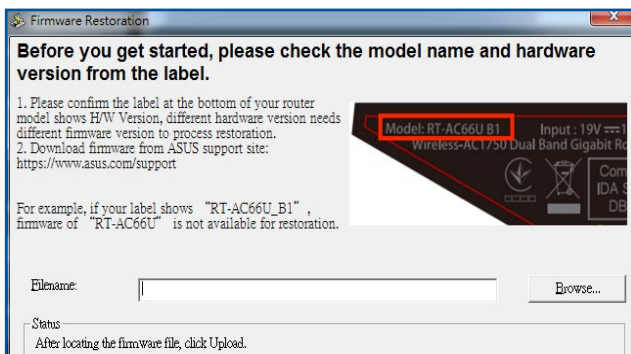 Firmware Restoration
Before you get started, please check the model name and hardware
version from the label.
1. Please confirm the label at the bottom of your router
model shows H/W Version, different hardware version needs
different firmware version to process restoration.
2. Download firmware from ASUS support site:
https://www.asus.com/support
For example, if your label shows “RT-AC66U_B1”,
firmware of “RT-AC66U” is not available for restoration.
Model: RT-AC66U B1 Input : 19V
Wireless-AC1750 Dual Band Gigabit
Com
IDA S
DB
Filename:
Browse...
Status
After locating the firmware file, click Upload.